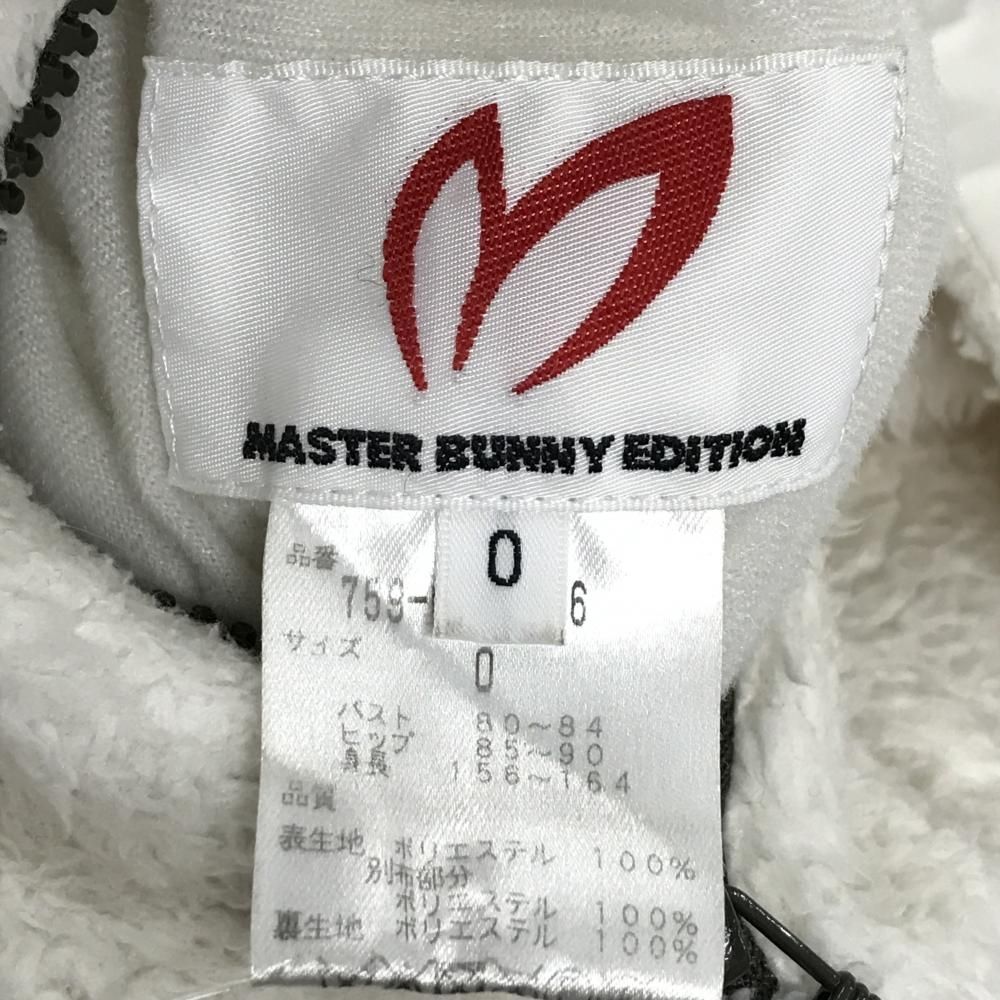 MASTER BUNNY EDITION
0
品番
759- 6
サイズ
0
バスト 80～84
ヒップ 85～90
身長 156～164
品質
表生地 ポリエステル 100%
別布部分
ポリエステル 100%
裏生地 ポリエステル 100%